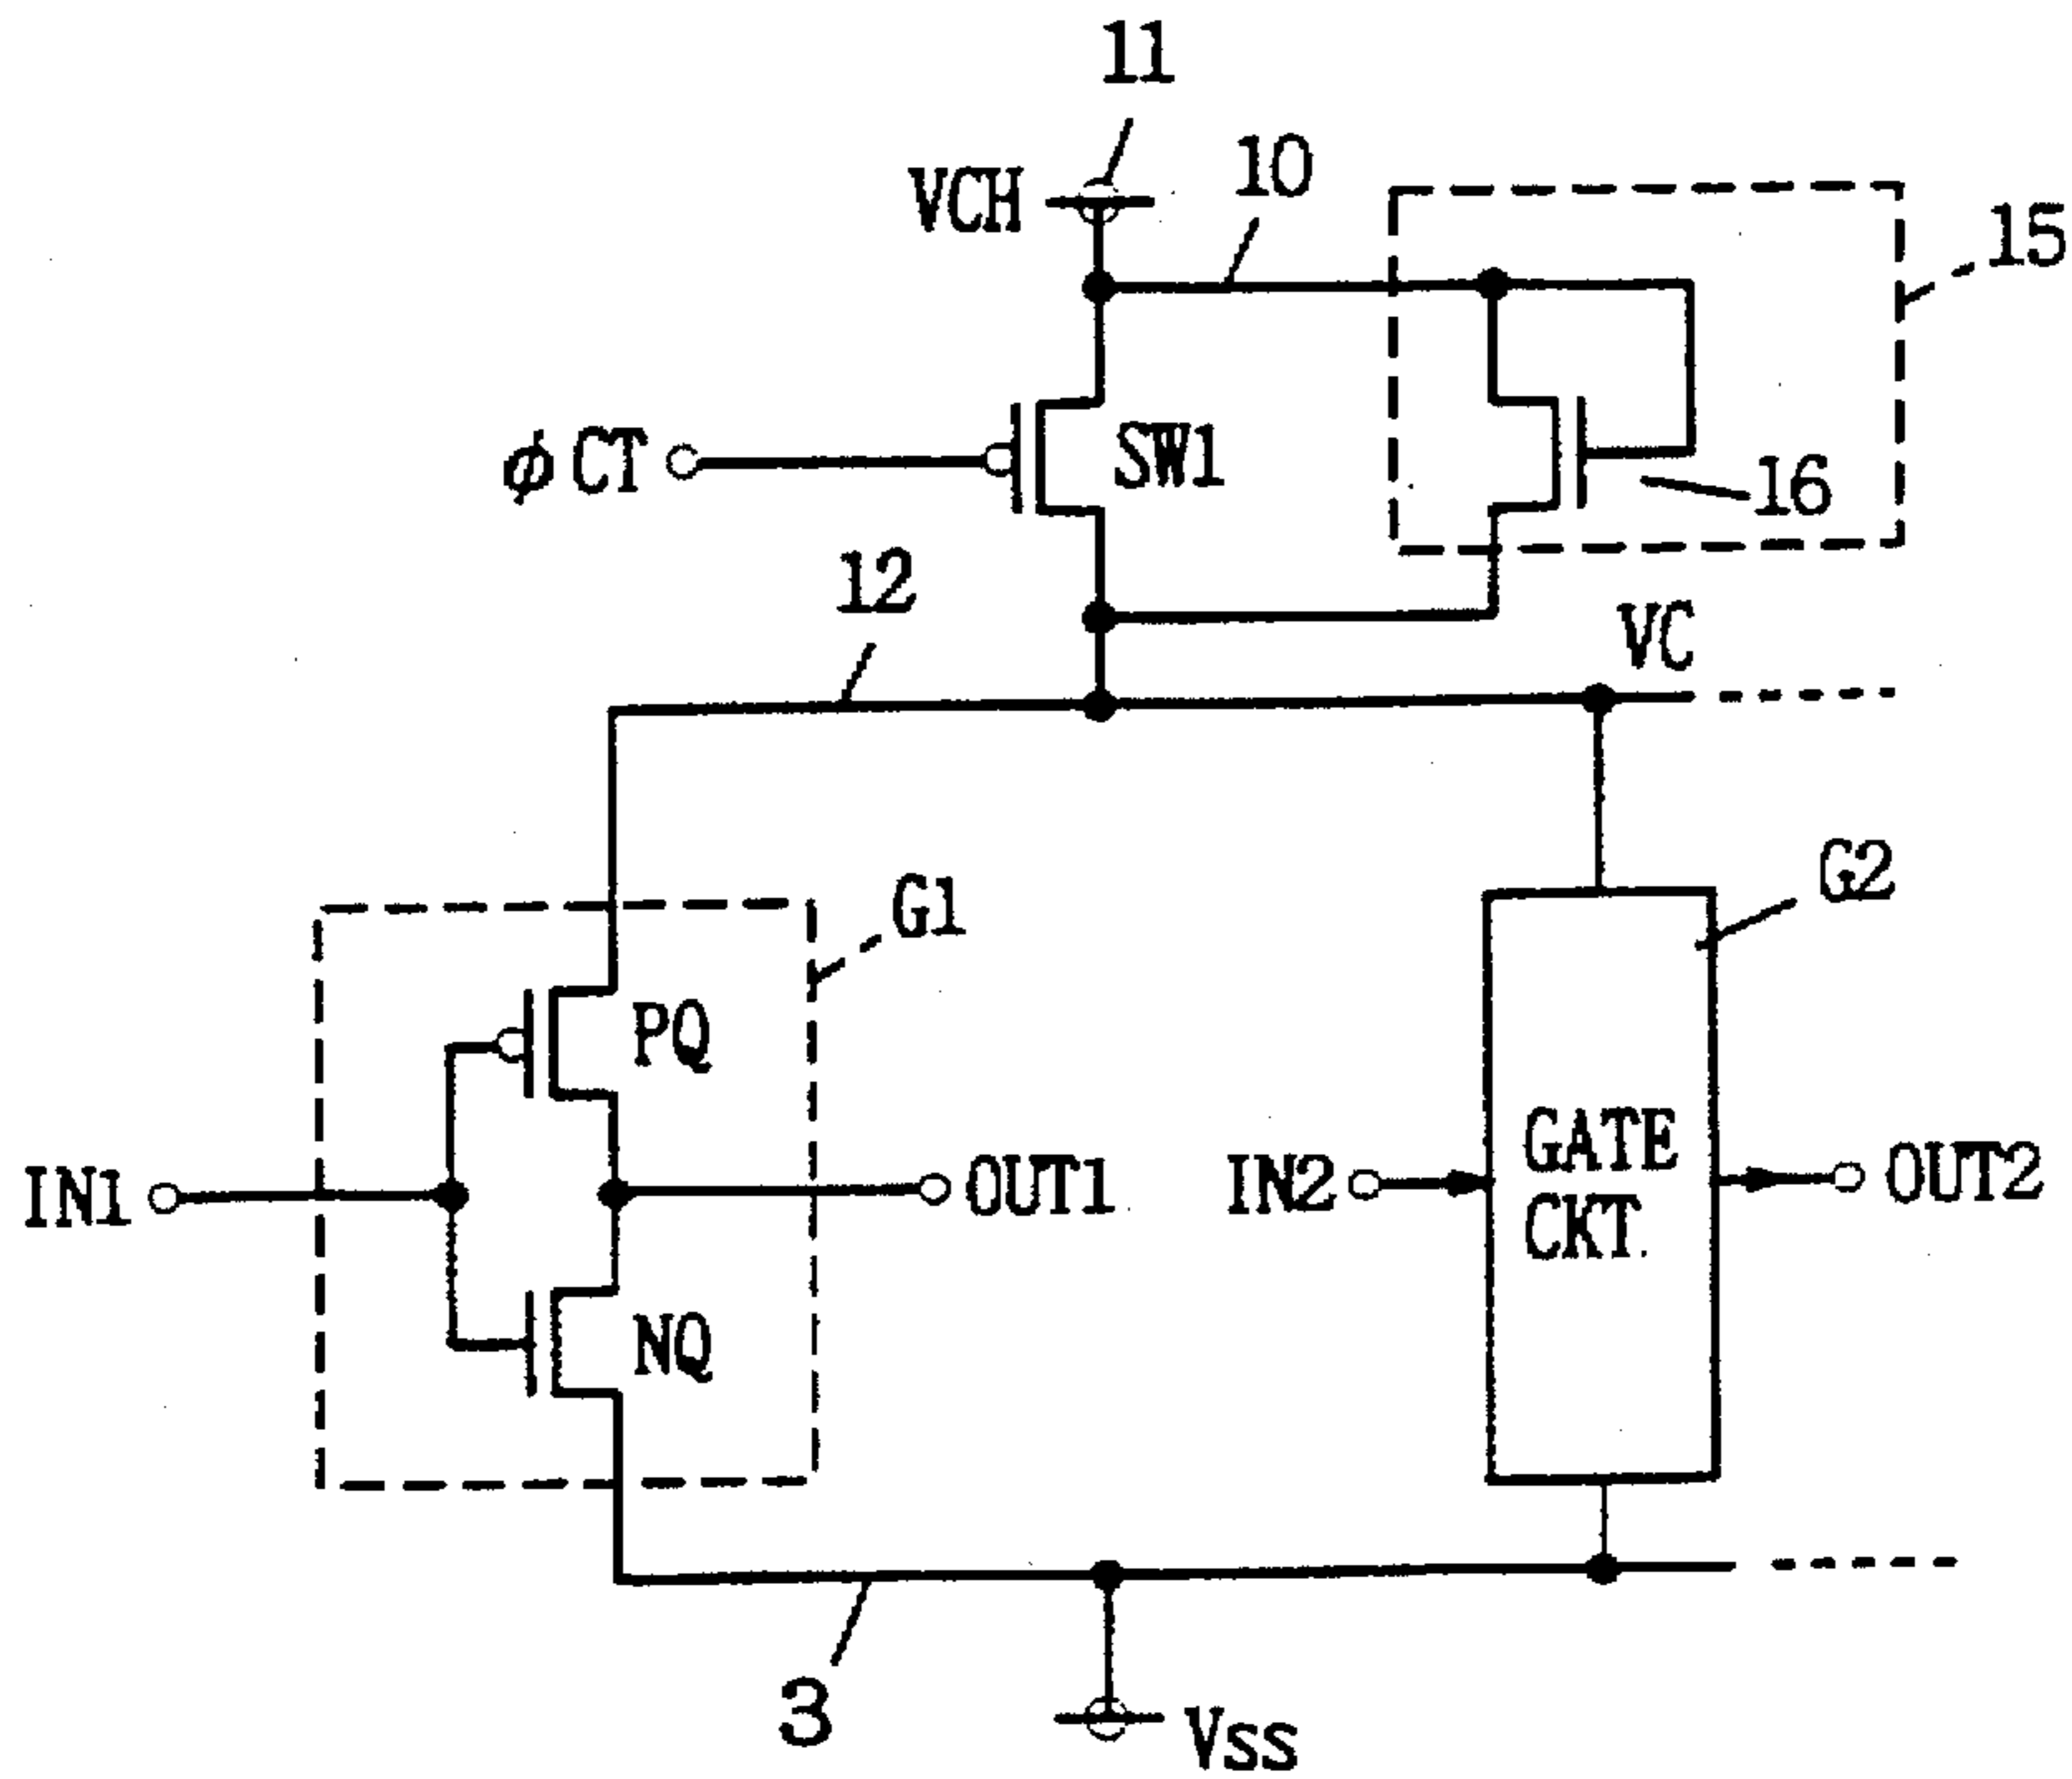 11
VCH
10
15
φCT
SW1
16
12
VC
G1
G2
PQ
GATE
CKT.
IN1
OUT1
IN2
OUT2
NQ
3
VSS